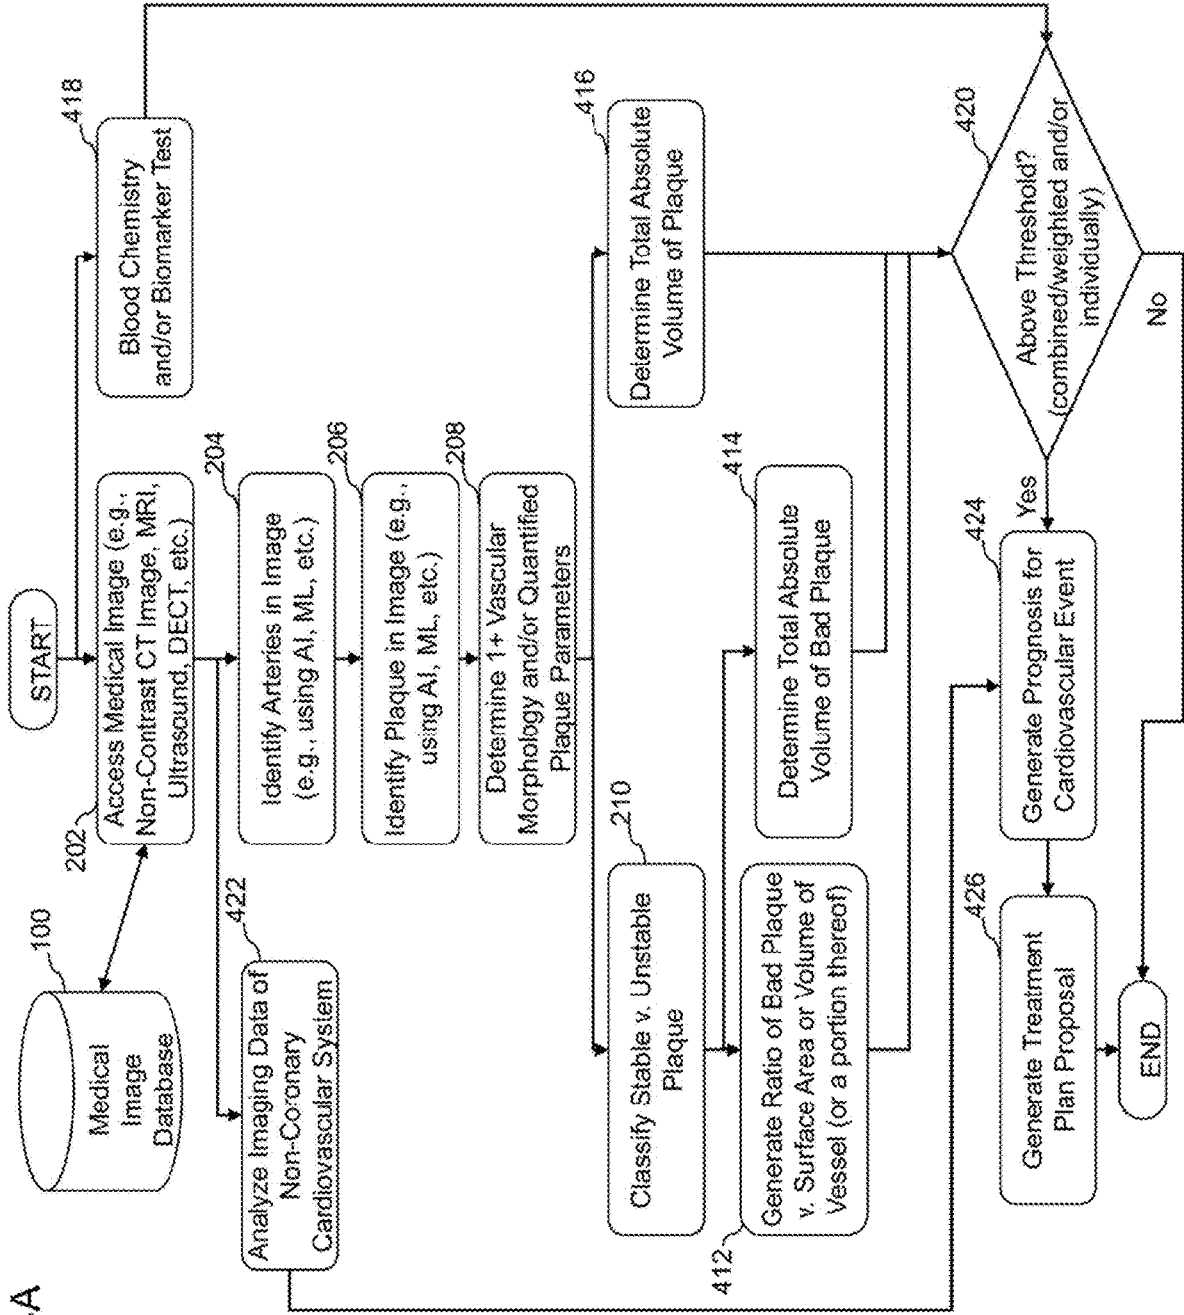 A
START
100
Medical
Image
Database
202
Access Medical Image (e.g.,
Non-Contrast CT Image, MRI,
Ultrasound, DECT, etc.)
418
Blood Chemistry
and/or Biomarker Test
422
Analyze Imaging Data of
Non-Coronary
Cardiovascular System
204
Identify Arteries in Image
(e.g., using AI, ML, etc.)
206
Identify Plaque in Image (e.g.,
using AI, ML, etc.)
208
Determine 1+ Vascular
Morphology and/or Quantified
Plaque Parameters
210
Classify Stable v. Unstable
Plaque
416
Determine Total Absolute
Volume of Plaque
412
Generate Ratio of Bad Plaque
v. Surface Area or Volume of
Vessel (or a portion thereof)
414
Determine Total Absolute
Volume of Bad Plaque
420
Above Threshold?
(combined/weighted and/or
individually)
Yes
No
424
Generate Prognosis for
Cardiovascular Event
426
Generate Treatment
Plan Proposal
END